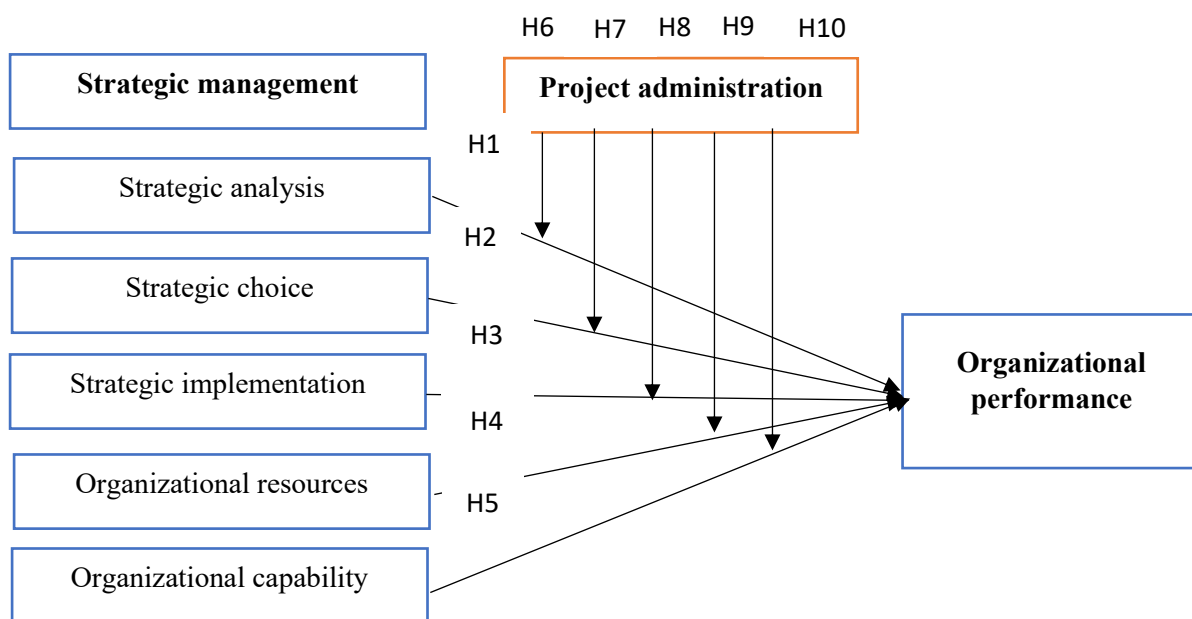 H6 H7 H8 H9 H10
Strategic management
Project administration
H1
Strategic analysis
H2
Strategic choice
H3
Strategic implementation
H4
Organizational resources
H5
Organizational capability
Organizational
performance